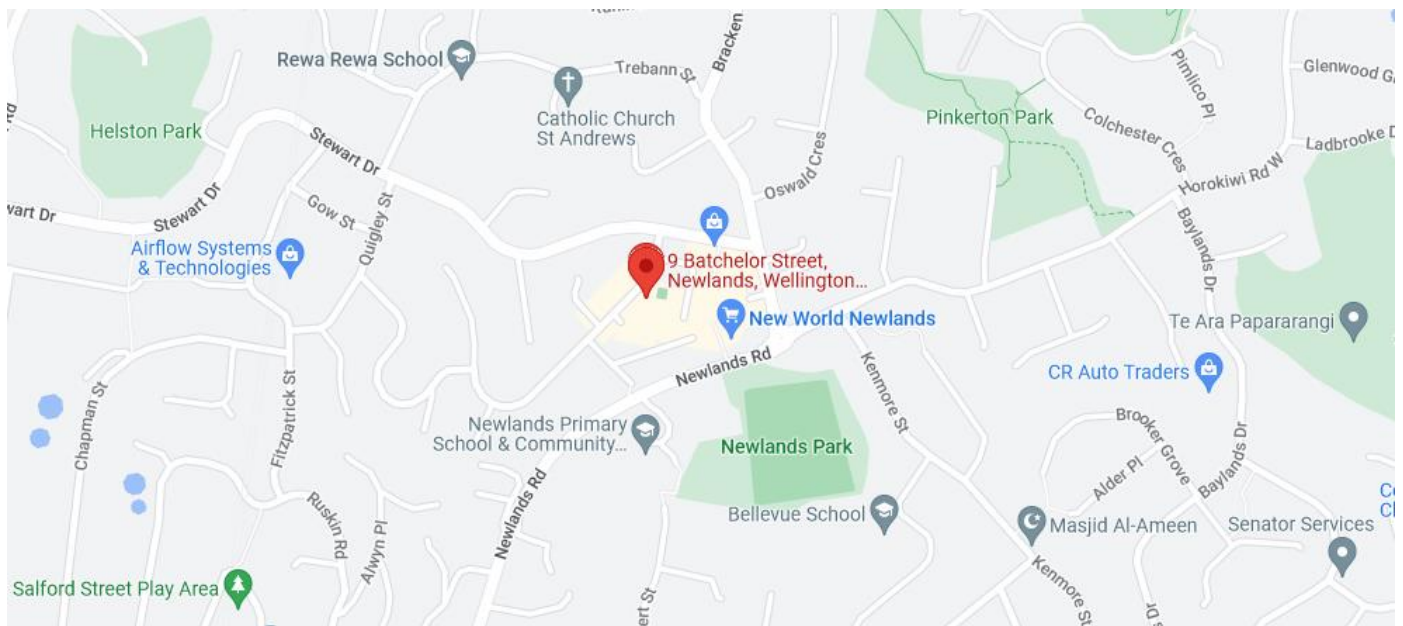 Rewa Rewa School
Trebann St
Bracken
Catholic Church
St Andrews
Helston Park
Stewart Dr
Pinkerton Park
Pimlico Pl
Glenwood G
Colchester Cres
Ladbrooke D
Horokiwi Rd W
Oswald Cres
wart Dr
Stewart Dr
Gow St
Quigley St
Airflow Systems
& Technologies
9 Batchelor Street,
Newlands, Wellington...
Baylands Dr
New World Newlands
Te Ara Papararangi
Newlands Rd
Kenmore St
CR Auto Traders
Chapman St
Fitzpatrick St
Newlands Primary
School & Community...
Newlands Park
Brooker Grove
Alder Pl
Baylands Dr
Newlands Rd
Bellevue School
Masjid Al-Ameen
Senator Services
Ruskin Rd
Alwyn Pl
Salford Street Play Area
Kenmore St
ert St
s Dr